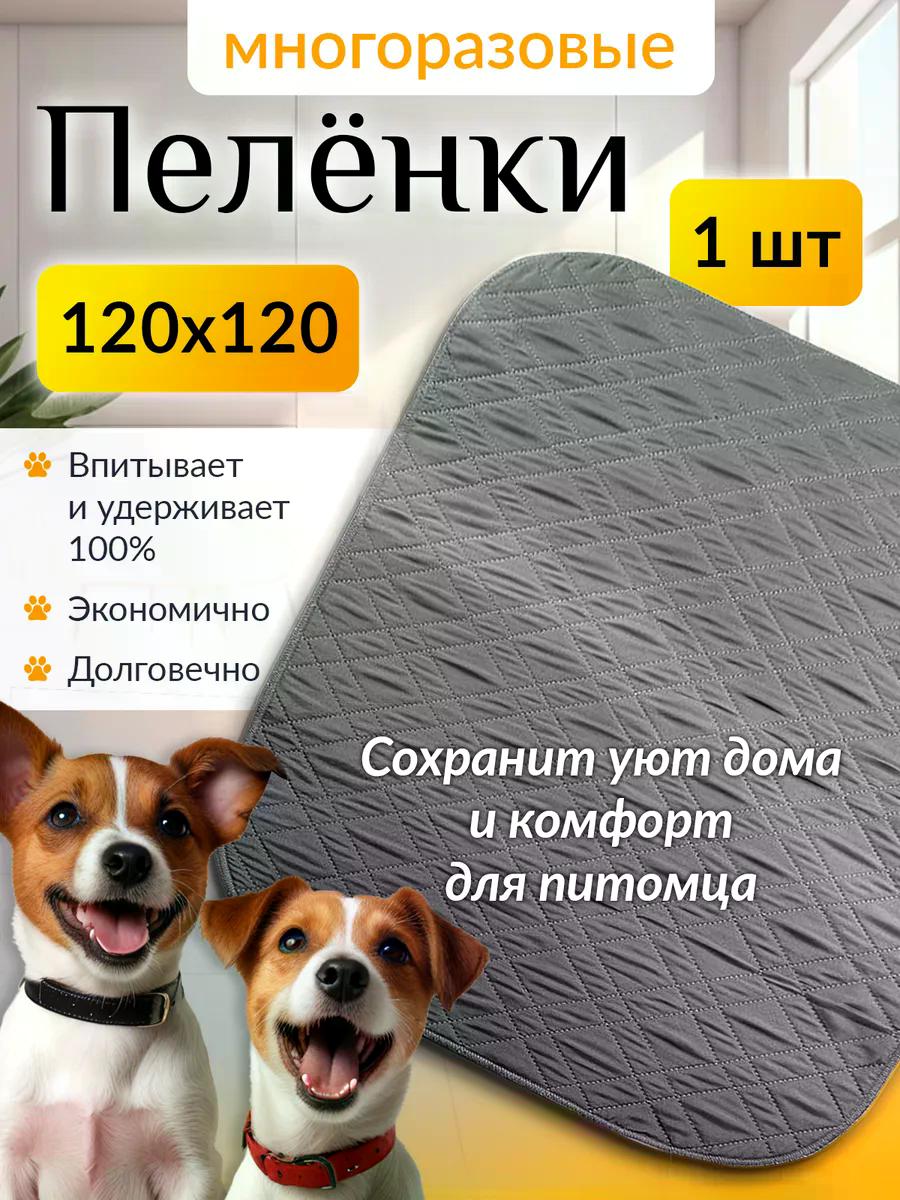 многоразовые
Пелёнки
1 шт
120x120
Впитывает
и удерживает
100%
Экономично
Долговечно
Сохранит уют дома
и комфорт
для питомца